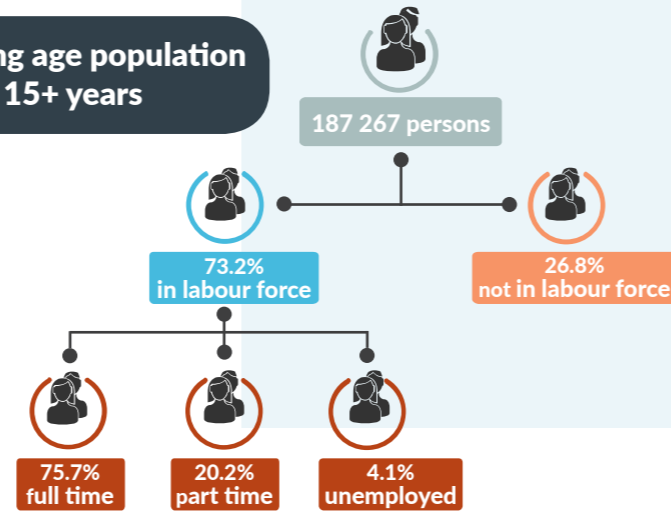 age population
15+ years
187 267 persons
73.2%
in labour force
26.8%
not in labour force
75.7%
full time
20.2%
part time
4.1%
unemployed